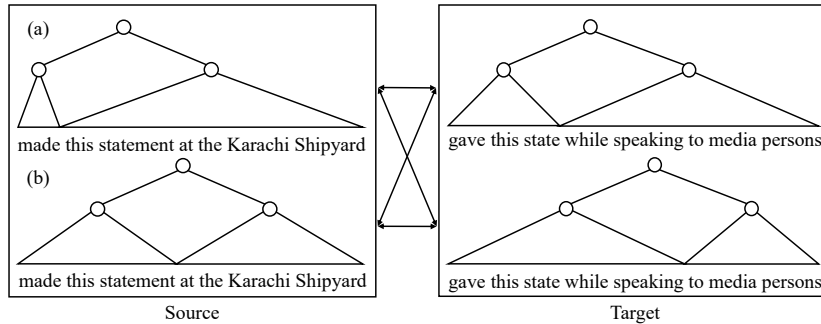 (a)
made this statement at the Karachi Shipyard
gave this state while speaking to media persons
(b)
made this statement at the Karachi Shipyard
gave this state while speaking to media persons
Source
Target